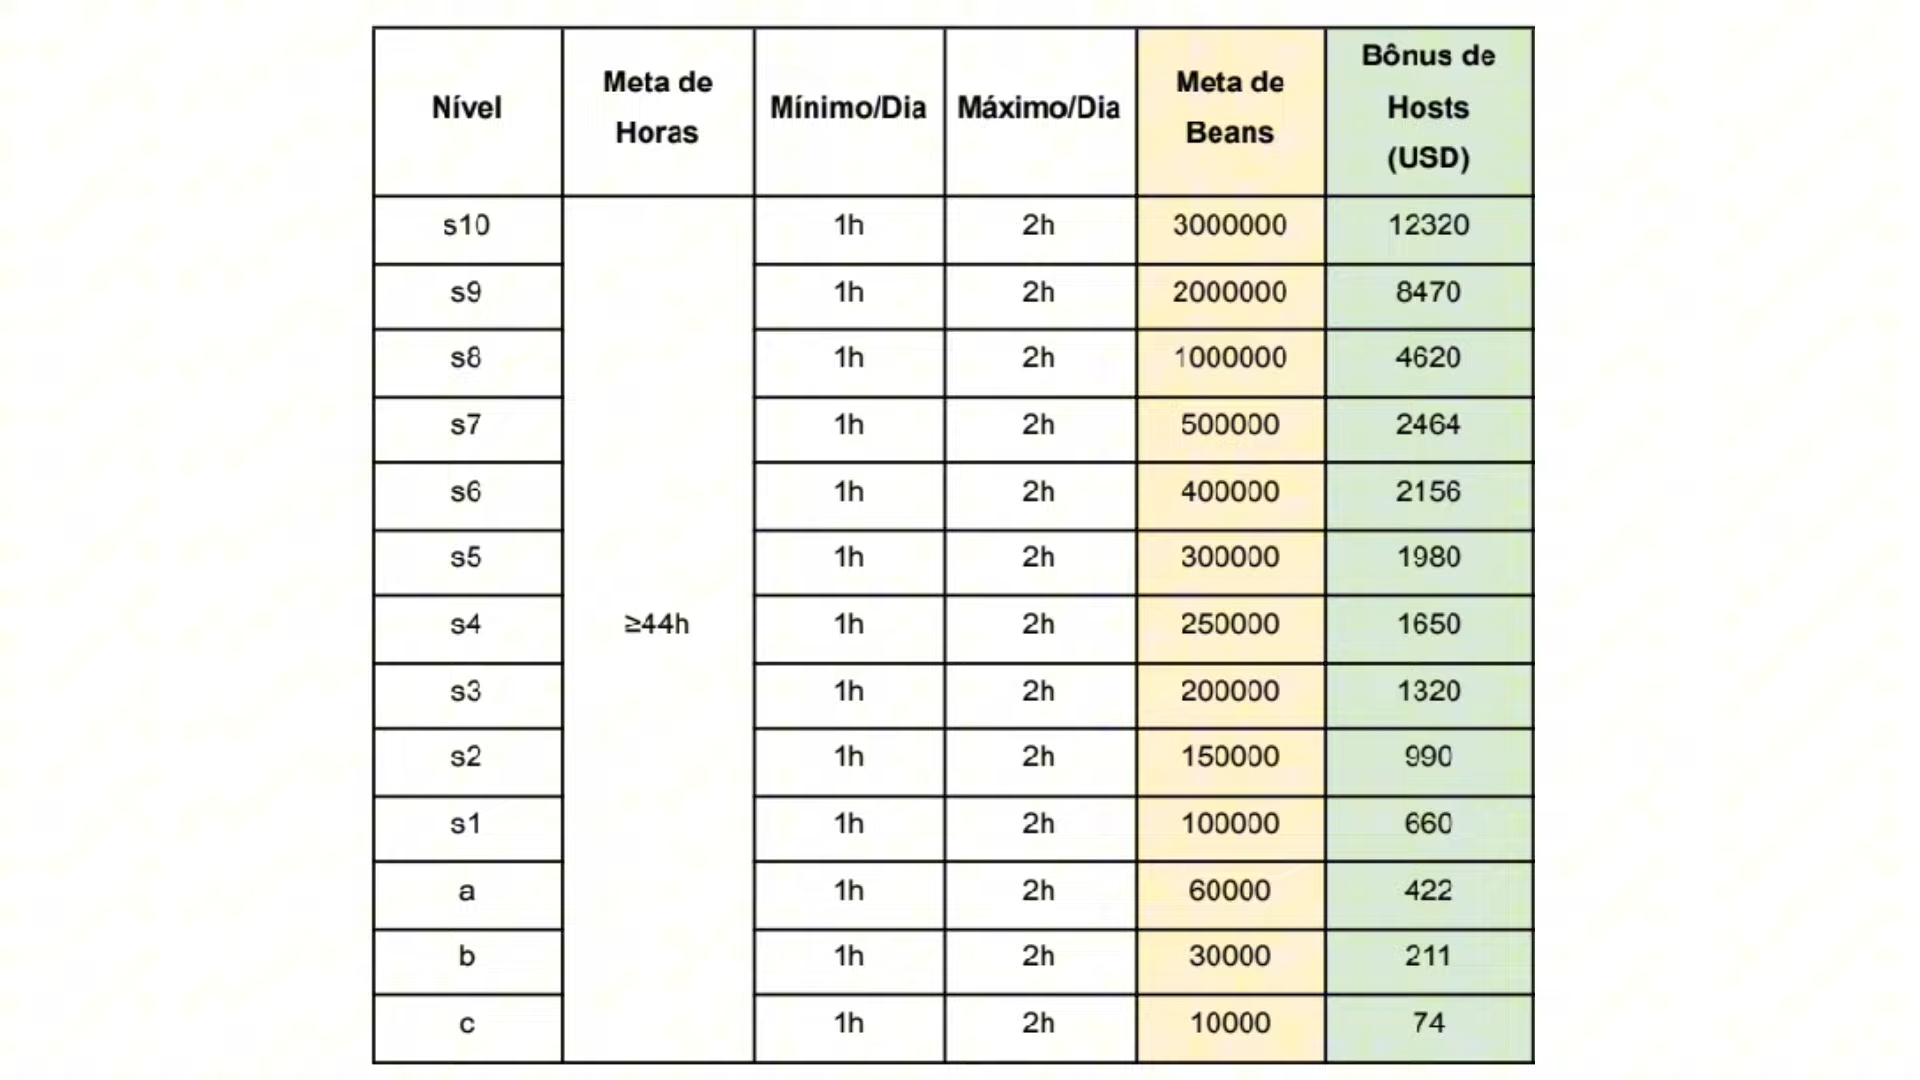 Nível Meta de Horas Mínimo/Dia Máximo/Dia Meta de Beans Bônus de Hosts (USD)
s10 1h 2h 3000000 12320
s9 1h 2h 2000000 8470
s8 1h 2h 1000000 4620
s7 1h 2h 500000 2464
s6 1h 2h 400000 2156
s5 1h 2h 300000 1980
s4 ≥44h 1h 2h 250000 1650
s3 1h 2h 200000 1320
s2 1h 2h 150000 990
s1 1h 2h 100000 660
a 1h 2h 60000 422
b 1h 2h 30000 211
c 1h 2h 10000 74